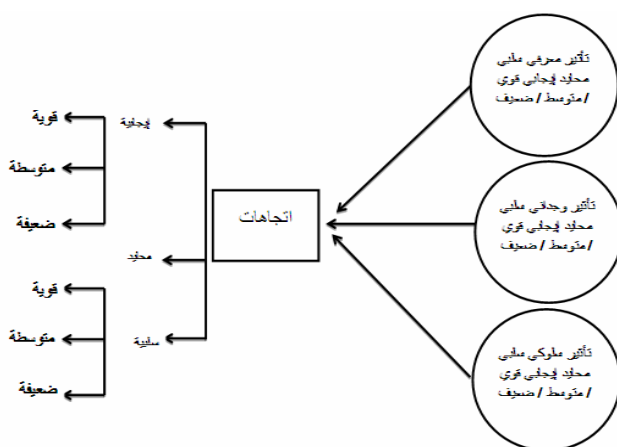 تأثير معرفي سلبي
محايد إيجابي قوي
/ متوسط / ضعيف
تأثير وجداني سلبي
محايد إيجابي قوي
/ متوسط / ضعيف
تأثير سلوكي سلبي
محايد إيجابي قوي
/ متوسط / ضعيف
اتجاهات
إيجابية
محايد
سلبية
قوية
متوسطة
ضعيفة
قوية
متوسطة
ضعيفة